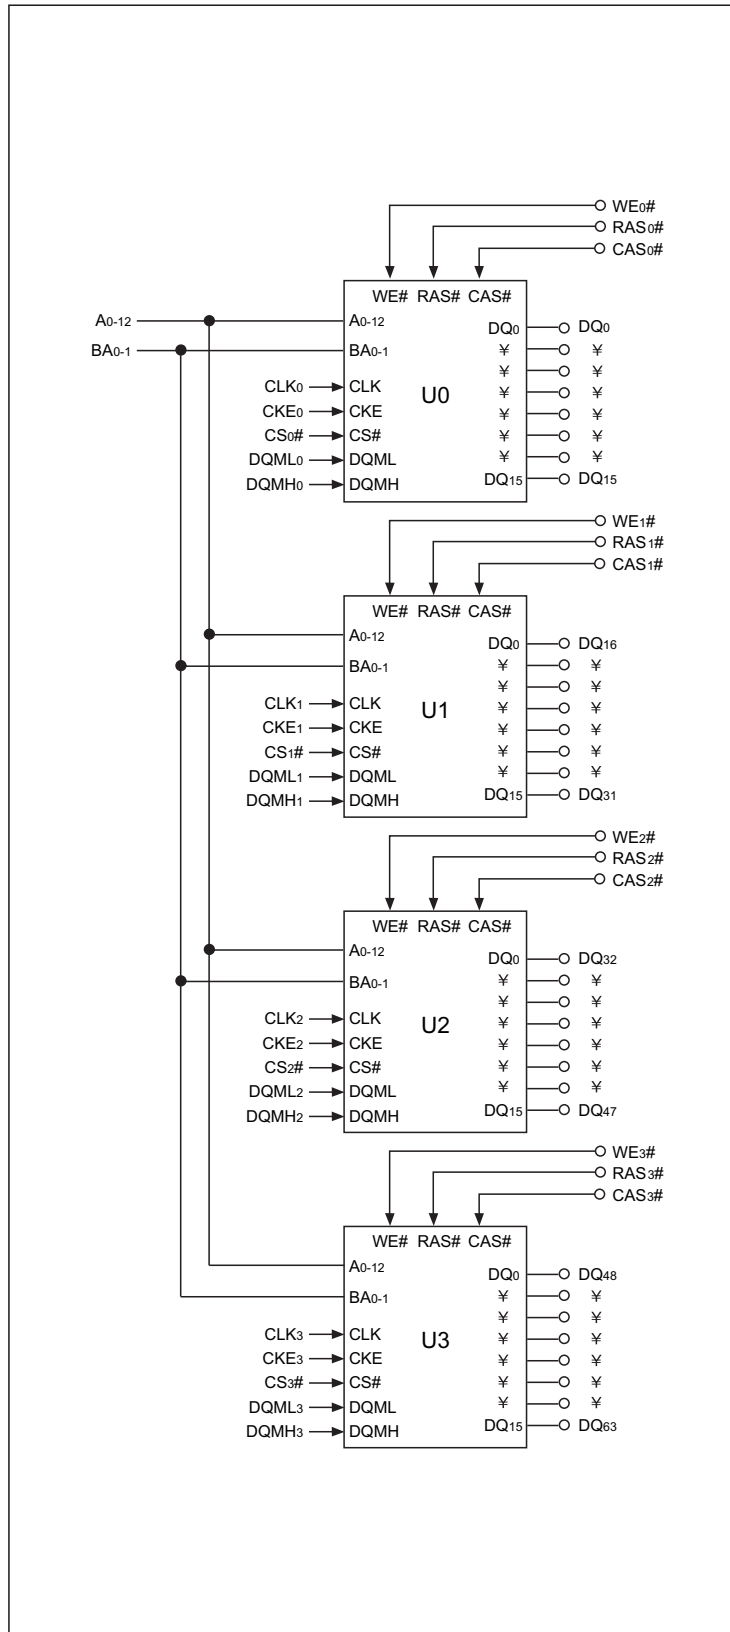 WE0#
RAS0#
CAS0#
WE# RAS# CAS#
A0-12 A0-12
DQ0 DQ0
BA0-1 BA0-1
¥ ¥
¥ ¥
CLK0 CLK
¥ ¥
U0
CKE0 CKE
¥ ¥
CS0# CS#
¥ ¥
DQML0 DQML
¥ ¥
DQMH0 DQMH
DQ15 DQ15
WE1#
RAS1#
CAS1#
WE# RAS# CAS#
A0-12
DQ0 DQ16
BA0-1
¥ ¥
¥ ¥
CLK1 CLK
¥ ¥
U1
CKE1 CKE
¥ ¥
CS1# CS#
¥ ¥
DQML1 DQML
¥ ¥
DQMH1 DQMH
DQ15 DQ31
WE2#
RAS2#
CAS2#
WE# RAS# CAS#
A0-12
DQ0 DQ32
BA0-1
¥ ¥
¥ ¥
CLK2 CLK
¥ ¥
U2
CKE2 CKE
¥ ¥
CS2# CS#
¥ ¥
DQML2 DQML
¥ ¥
DQMH2 DQMH
DQ15 DQ47
WE3#
RAS3#
CAS3#
WE# RAS# CAS#
A0-12
DQ0 DQ48
BA0-1
¥ ¥
¥ ¥
CLK3 CLK
¥ ¥
U3
CKE3 CKE
¥ ¥
CS3# CS#
¥ ¥
DQML3 DQML
¥ ¥
DQMH3 DQMH
DQ15 DQ63